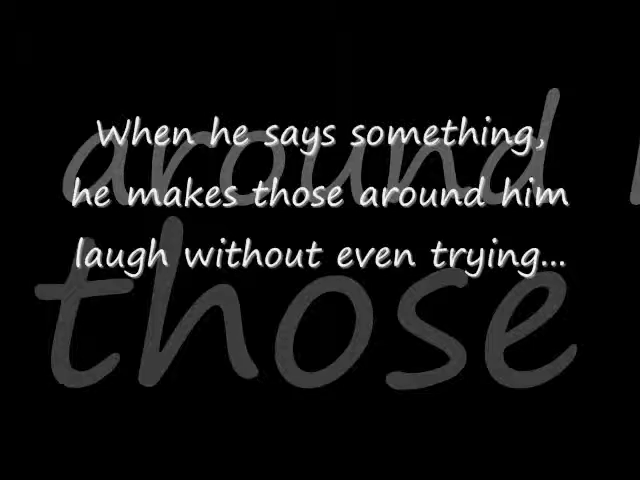 When he says something,
he makes those around him
laugh without even trying...
around
those